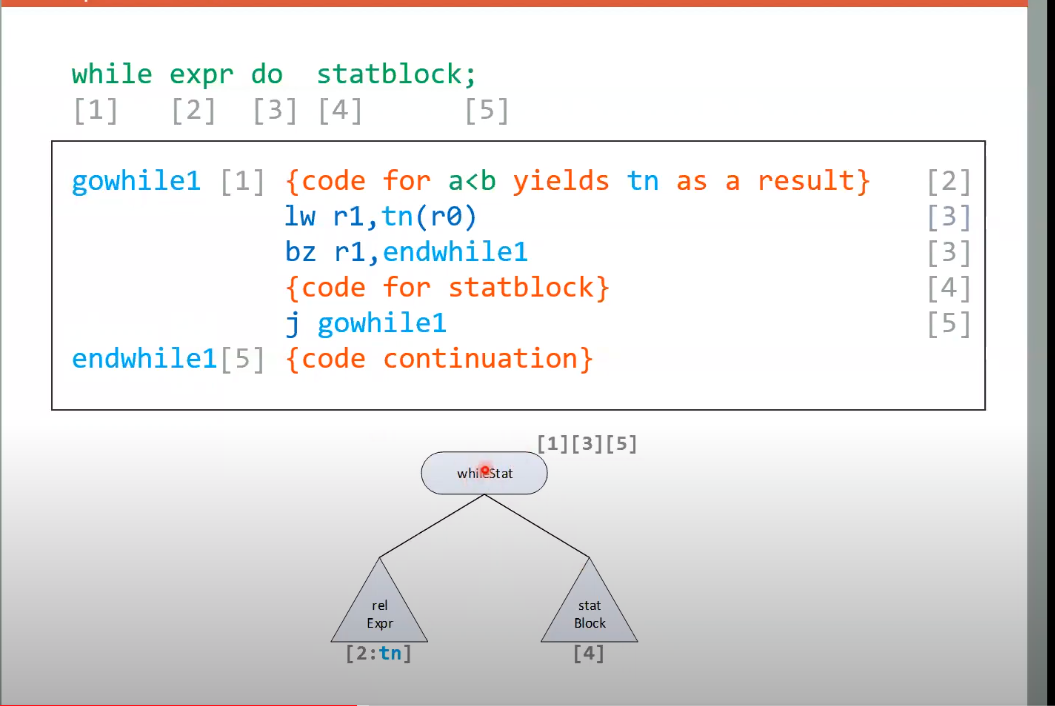 while expr do statblock;
[1] [2] [3] [4] [5]
gowhile1 [1] {code for a<b yields tn as a result} [2]
lw r1,tn(r0) [3]
bz r1,endwhile1 [3]
{code for statblock} [4]
j gowhile1 [5]
endwhile1[5] {code continuation}
[1][3][5]
whileStat
rel
Expr
[2:tn]
stat
Block
[4]